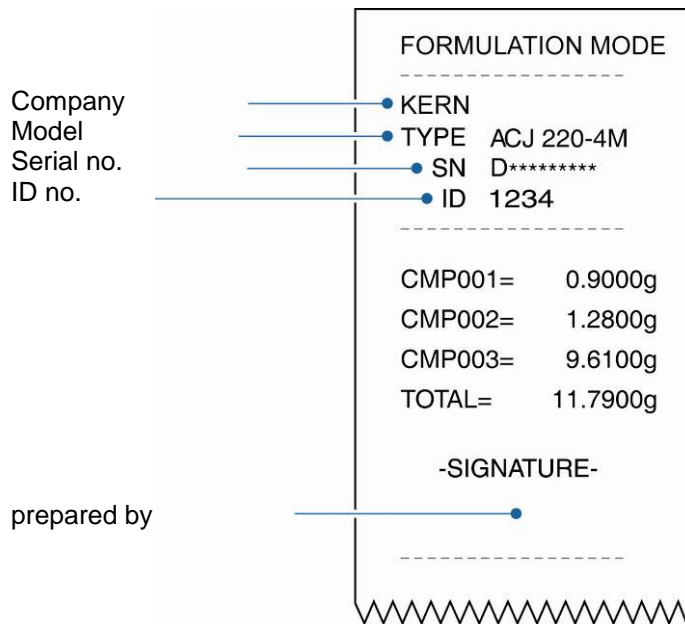 FORMULATION MODE
Company KERN
Model TYPE ACJ 220-4M
Serial no. SN D*********
ID no. ID 1234
CMP001= 0.9000g
CMP002= 1.2800g
CMP003= 9.6100g
TOTAL= 11.7900g
-SIGNATURE-
prepared by